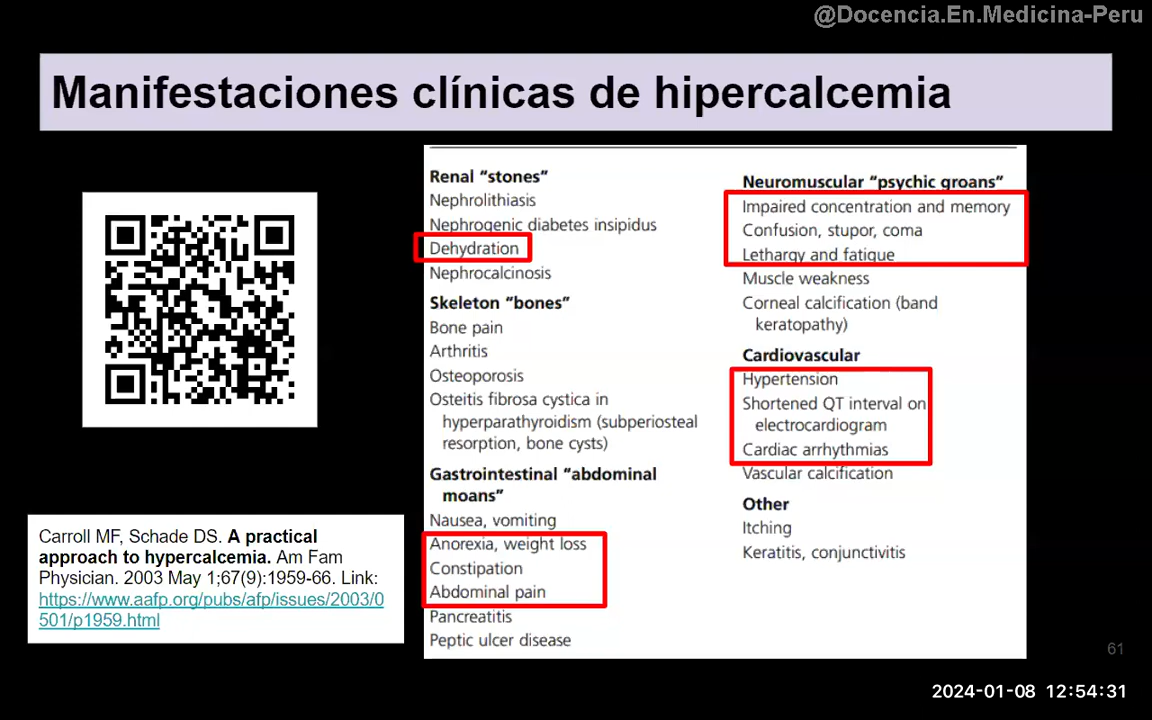 @Docencia.En.Medicina-Peru
Manifestaciones clínicas de hipercalcemia
Renal “stones”
Nephrolithiasis
Nephrogenic diabetes insipidus
Dehydration
Nephrocalcinosis
Skeleton “bones”
Bone pain
Arthritis
Osteoporosis
Osteitis fibrosa cystica in
hyperparathyroidism (subperiosteal
resorption, bone cysts)
Gastrointestinal “abdominal
moans”
Nausea, vomiting
Anorexia, weight loss
Constipation
Abdominal pain
Pancreatitis
Peptic ulcer disease
Neuromuscular “psychic groans”
Impaired concentration and memory
Confusion, stupor, coma
Lethargy and fatigue
Muscle weakness
Corneal calcification (band
keratopathy)
Cardiovascular
Hypertension
Shortened QT interval on
electrocardiogram
Cardiac arrhythmias
Vascular calcification
Other
Itching
Keratitis, conjunctivitis
Carroll MF, Schade DS. A practical
approach to hypercalcemia. Am Fam
Physician. 2003 May 1;67(9):1959-66. Link:
https://www.aafp.org/pubs/afp/issues/2003/0
501/p1959.html
61
2024-01-08 12:54:31